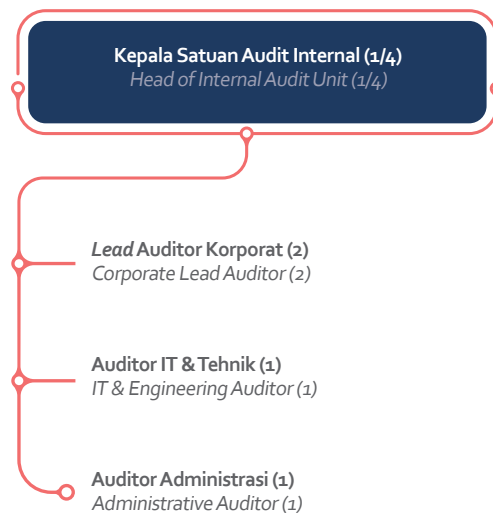 Kepala Satuan Audit Internal (1/4)
Head of Internal Audit Unit (1/4)
Lead Auditor Korporat (2)
Corporate Lead Auditor (2)
Auditor IT & Tehnik (1)
IT & Engineering Auditor (1)
Auditor Administrasi (1)
Administrative Auditor (1)